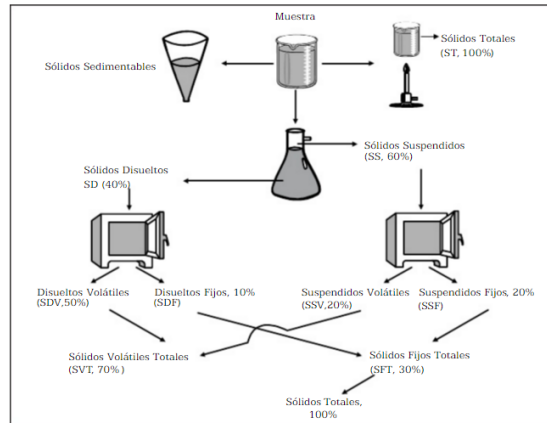 Muestra
Sólidos Totales
(ST, 100%)
Sólidos Sedimentables
Sólidos Suspendidos
(SS, 60%)
Sólidos Disueltos
SD (40%)
Disueltos Volátiles
(SDV,50%)
Disueltos Fijos, 10%
(SDF)
Suspendidos Volátiles
(SSV,20%)
Suspendidos Fijos, 20%
(SSF)
Sólidos Volátiles Totales
(SVT, 70%)
Sólidos Fijos Totales
(SFT, 30%)
Sólidos Totales,
100%